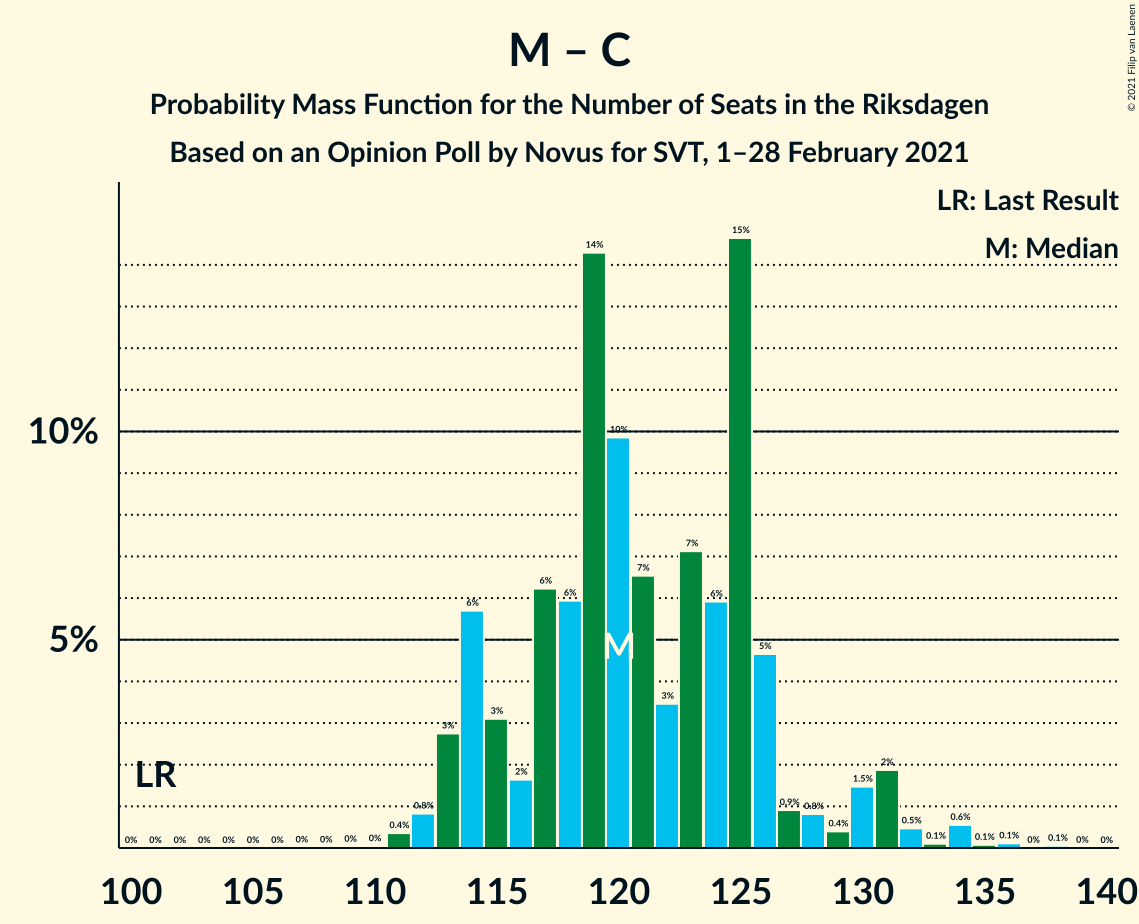 M – C
Probability Mass Function for the Number of Seats in the Riksdagen
Based on an Opinion Poll by Novus for SVT, 1–28 February 2021
© 2021 Filip van Laenen
LR: Last Result
M: Median
10%
5%
LR
M
0% 0% 0% 0% 0% 0% 0% 0% 0% 0% 0% 0.4% 0.8% 3% 6% 3% 2% 6% 6% 14% 10% 7% 3% 7% 6% 15% 5% 0.9% 0.8% 0.4% 1.5% 2% 0.5% 0.1% 0.6% 0.1% 0.1% 0% 0.1% 0% 0%
100 105 110 115 120 125 130 135 140